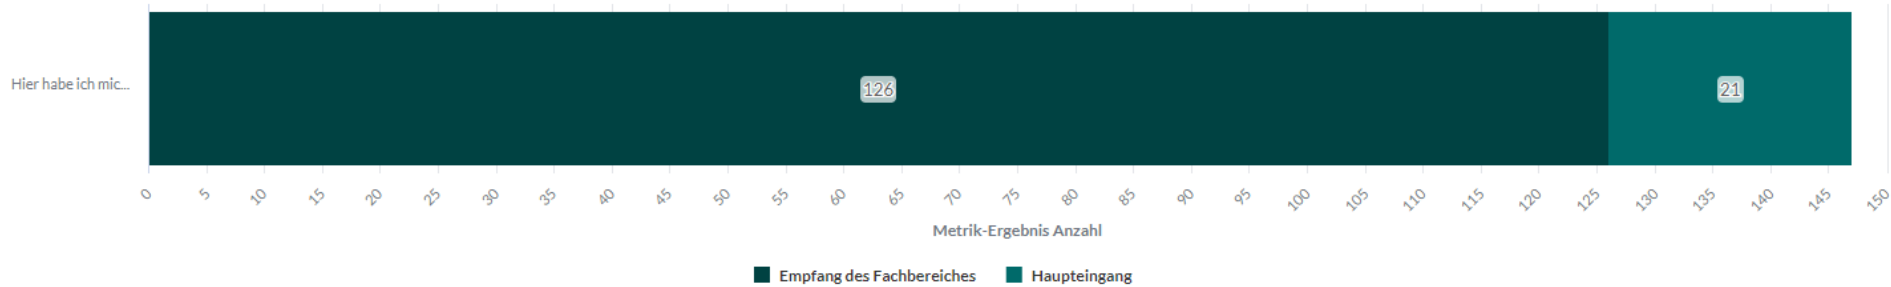 126
21
Hier habe ich mic...
0 5 10 15 20 25 30 35 40 45 50 55 60 65 70 75 80 85 90 95 100 105 110 115 120 125 130 135 140 145 150
Metrik-Ergebnis Anzahl
Empfang des Fachbereiches Haupteingang